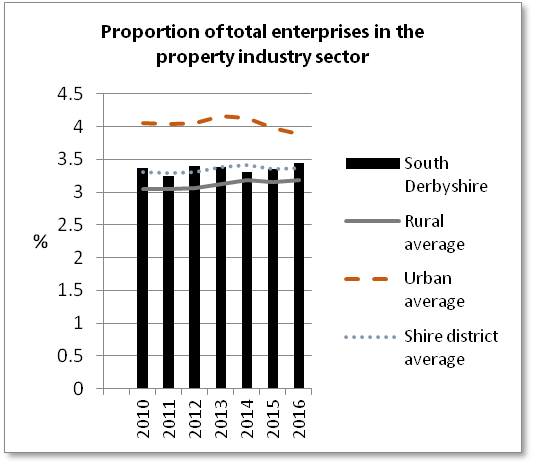 Proportion of total enterprises in the
property industry sector
4.5
4
3.5
3
2.5
2
1.5
1
0.5
0
%
2010
2011
2012
2013
2014
2015
2016
South
Derbyshire
Rural
average
Urban
average
Shire district
average